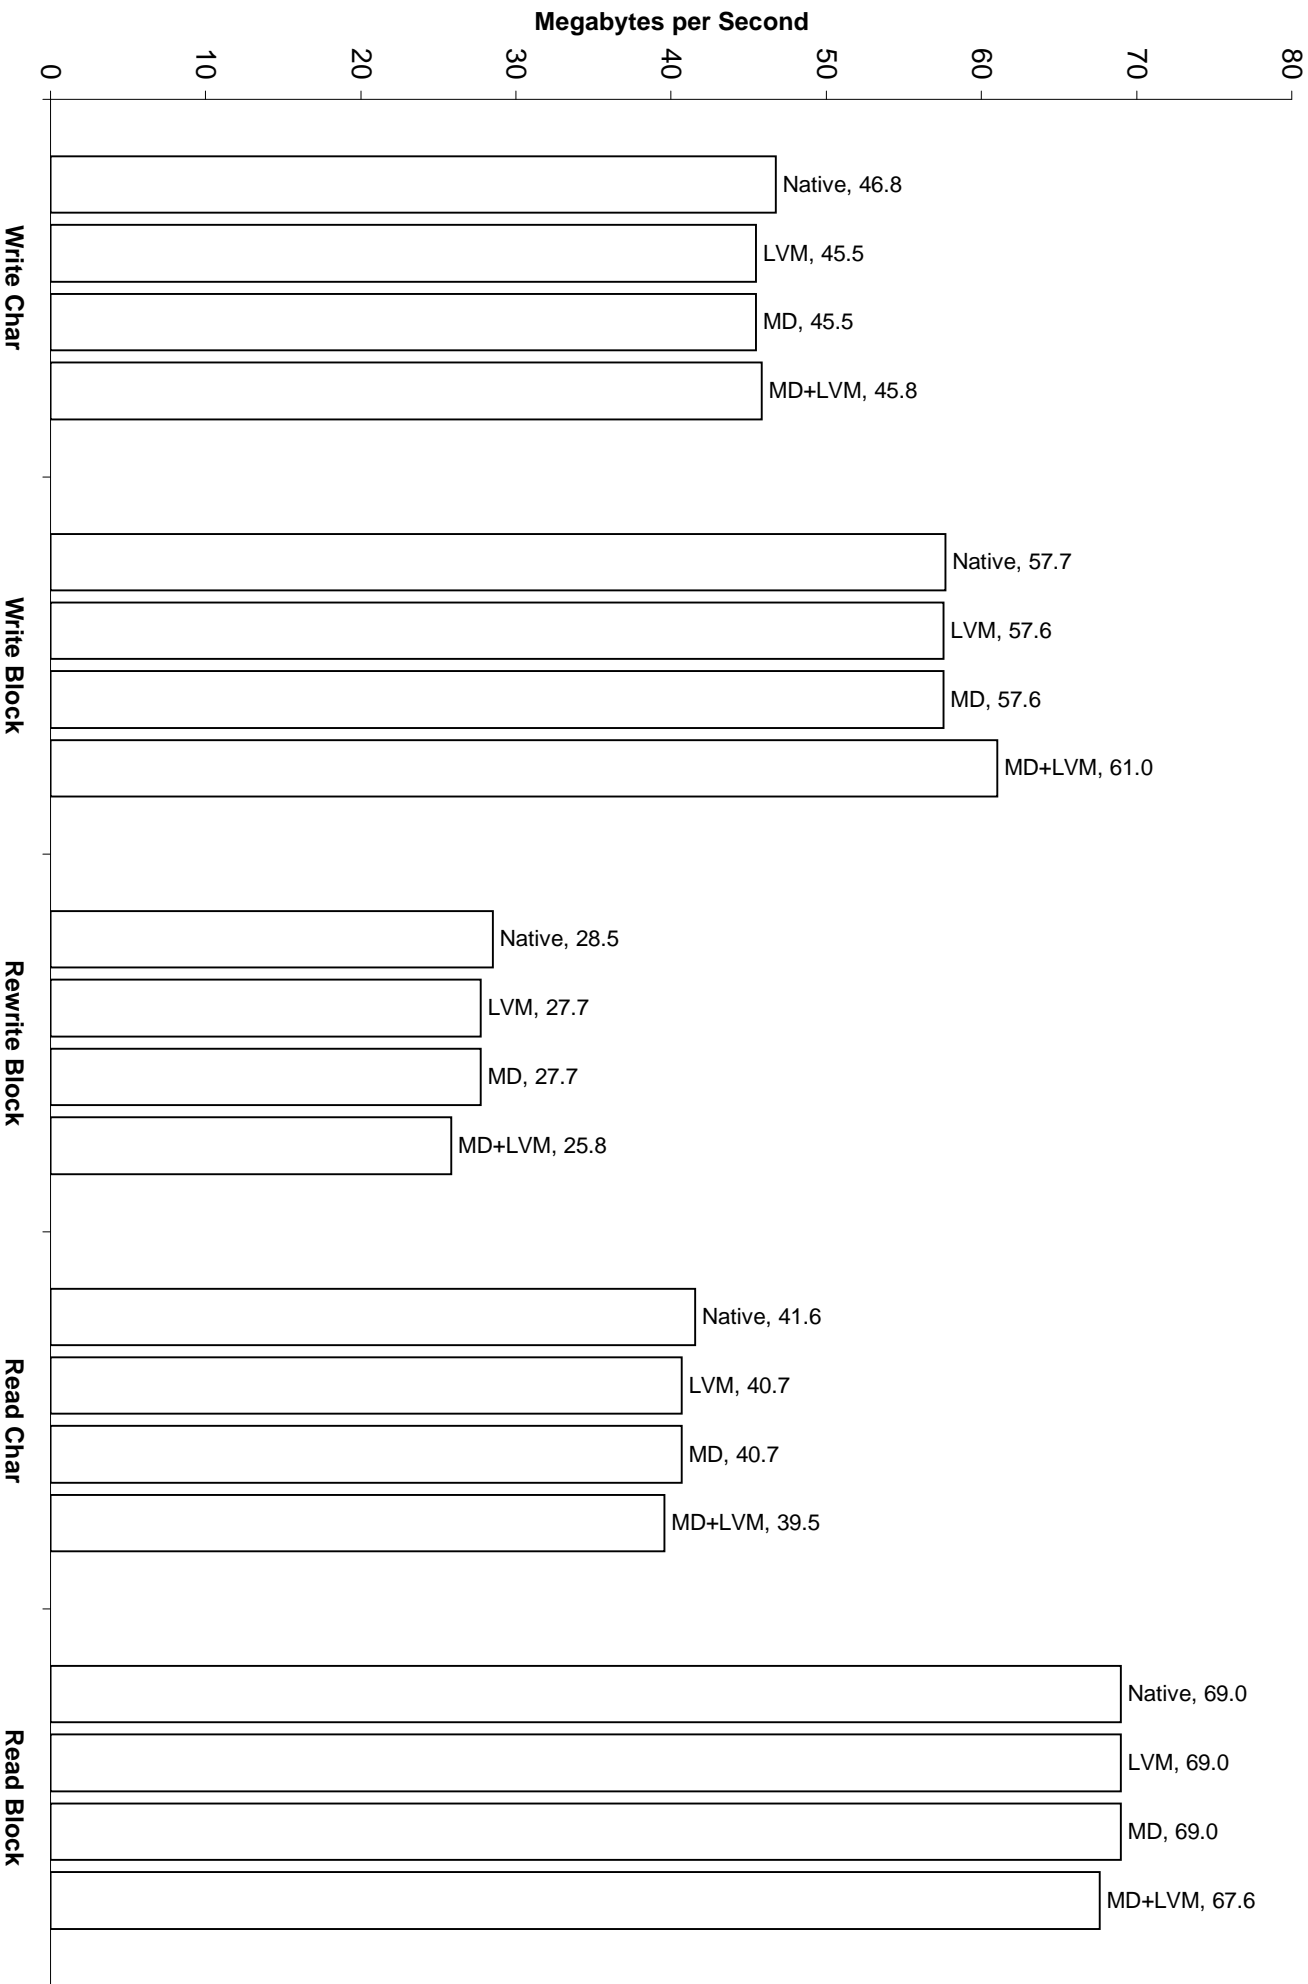 Megabytes per Second
0
10
20
30
40
50
60
70
80
Native, 46.8
LVM, 45.5
MD, 45.5
MD+LVM, 45.8
Write Char
Native, 57.7
LVM, 57.6
MD, 57.6
MD+LVM, 61.0
Write Block
Native, 28.5
LVM, 27.7
MD, 27.7
MD+LVM, 25.8
Rewrite Block
Native, 41.6
LVM, 40.7
MD, 40.7
MD+LVM, 39.5
Read Char
Native, 69.0
LVM, 69.0
MD, 69.0
MD+LVM, 67.6
Read Block